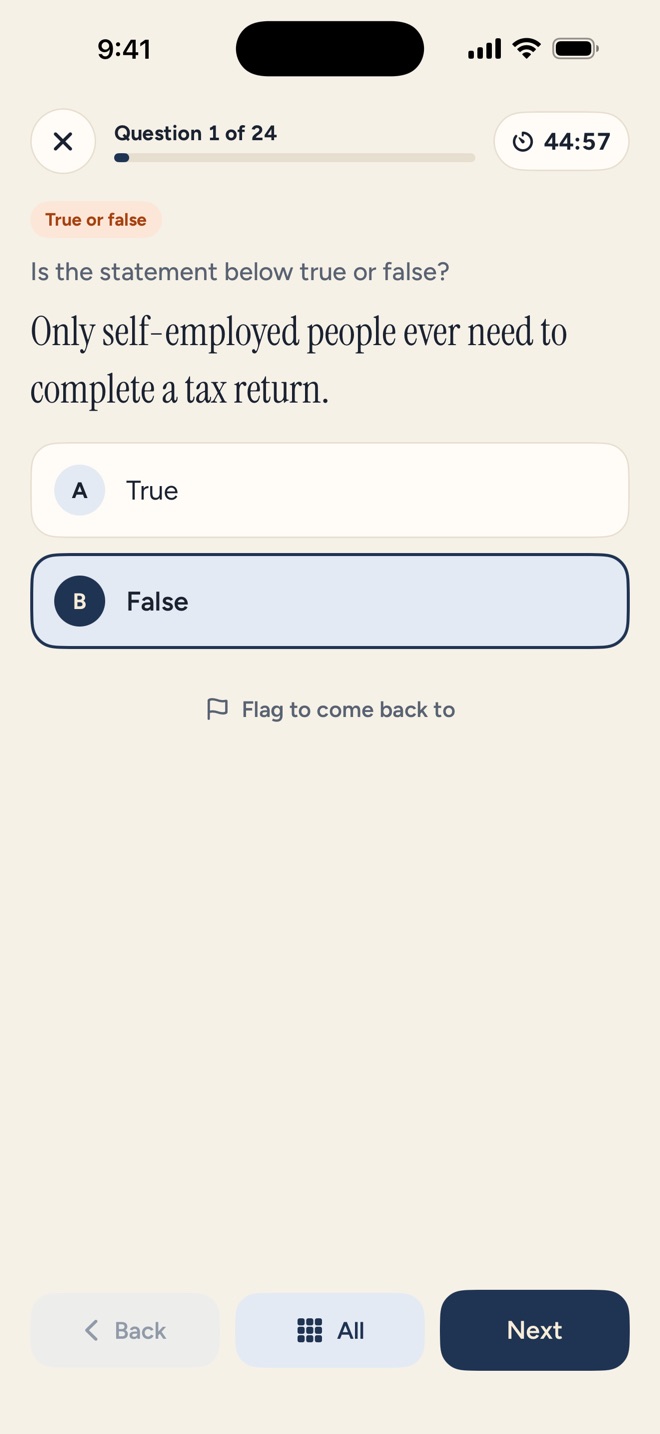 9:41
Question 1 of 24
44:57
True or false
Is the statement below true or false?
Only self-employed people ever need to
complete a tax return.
A True
B False
Flag to come back to
Back
All
Next